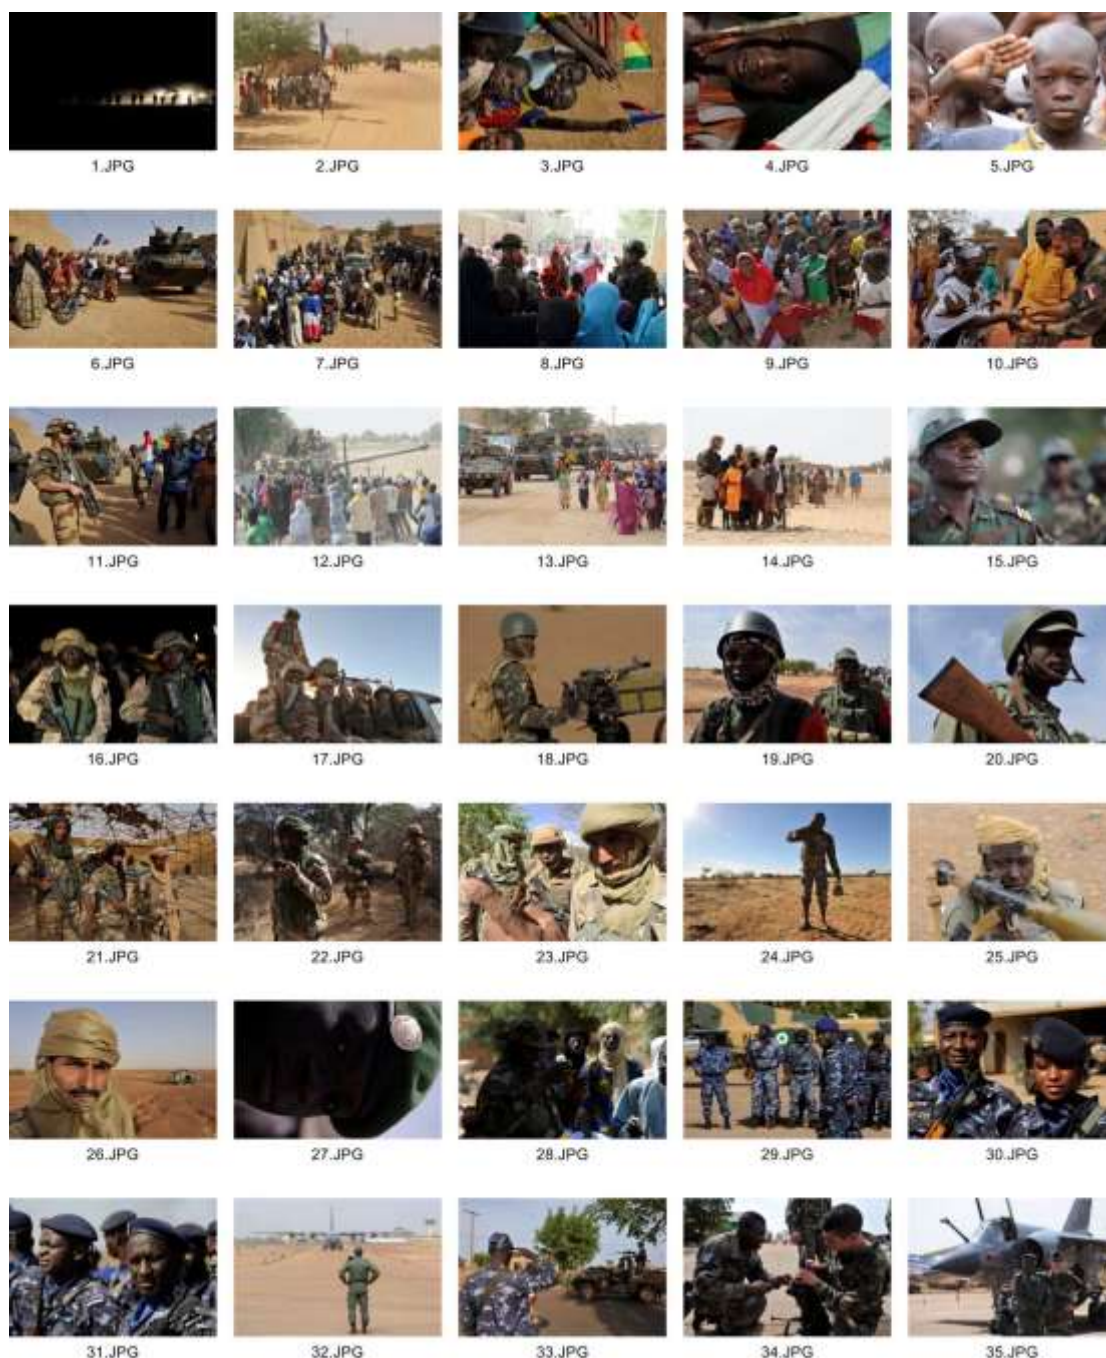 1.JPG 2.JPG 3.JPG 4.JPG 5.JPG
6.JPG 7.JPG 8.JPG 9.JPG 10.JPG
11.JPG 12.JPG 13.JPG 14.JPG 15.JPG
16.JPG 17.JPG 18.JPG 19.JPG 20.JPG
21.JPG 22.JPG 23.JPG 24.JPG 25.JPG
26.JPG 27.JPG 28.JPG 29.JPG 30.JPG
31.JPG 32.JPG 33.JPG 34.JPG 35.JPG